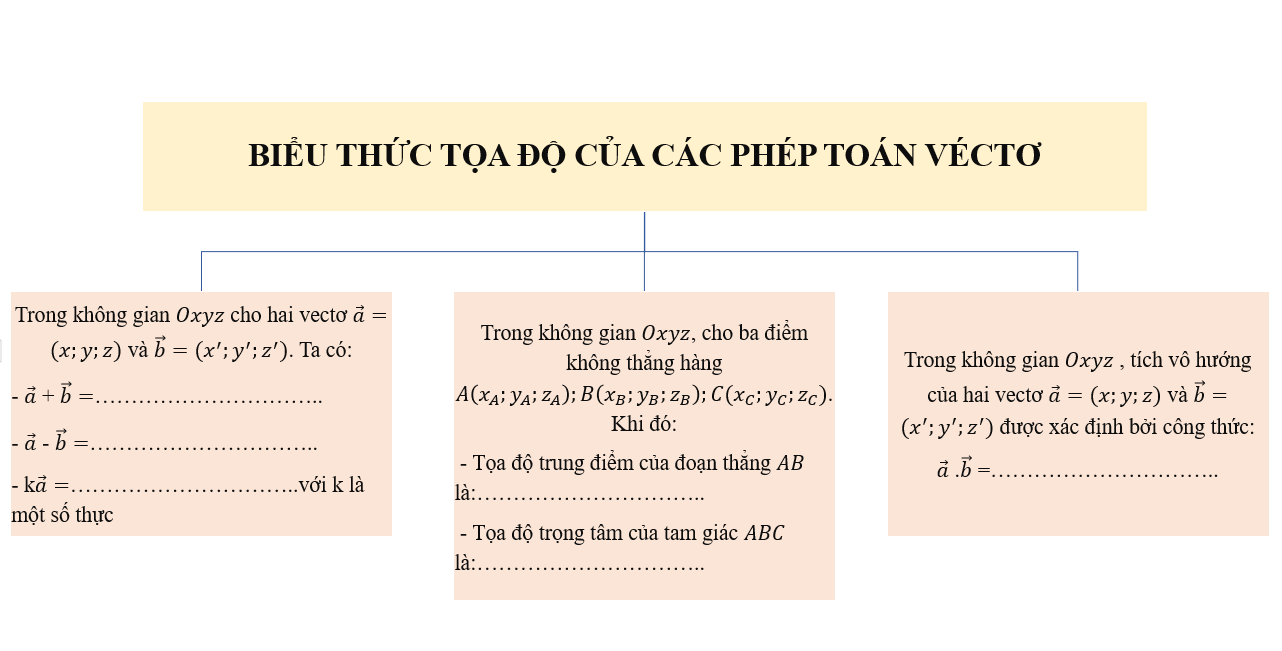 BIỂU THỨC TỌA ĐỘ CỦA CÁC PHÉP TOÁN VÉCTƠ
Trong không gian 𝑂𝑥𝑦𝑧 cho hai vectơ 𝑎⃗ =
(𝑥; 𝑦; 𝑧) và 𝑏⃗ = (𝑥′; 𝑦′; 𝑧′). Ta có:
- 𝑎⃗ + 𝑏⃗ =…………………………..
- 𝑎⃗ - 𝑏⃗ =…………………………..
- k𝑎⃗ =…………………………..với k là
một số thực
Trong không gian 𝑂𝑥𝑦𝑧, cho ba điểm
không thẳng hàng
𝐴(𝑥_𝐴; 𝑦_𝐴; 𝑧_𝐴); 𝐵(𝑥_𝐵; 𝑦_𝐵; 𝑧_𝐵); 𝐶(𝑥_𝐶; 𝑦_𝐶; 𝑧_𝐶).
Khi đó:
- Tọa độ trung điểm của đoạn thẳng 𝐴𝐵
là:…………………………..
- Tọa độ trọng tâm của tam giác 𝐴𝐵𝐶
là:…………………………..
Trong không gian 𝑂𝑥𝑦𝑧 , tích vô hướng
của hai vectơ 𝑎⃗ = (𝑥; 𝑦; 𝑧) và 𝑏⃗ =
(𝑥′; 𝑦′; 𝑧′) được xác định bởi công thức:
𝑎⃗ .𝑏⃗ =…………………………..